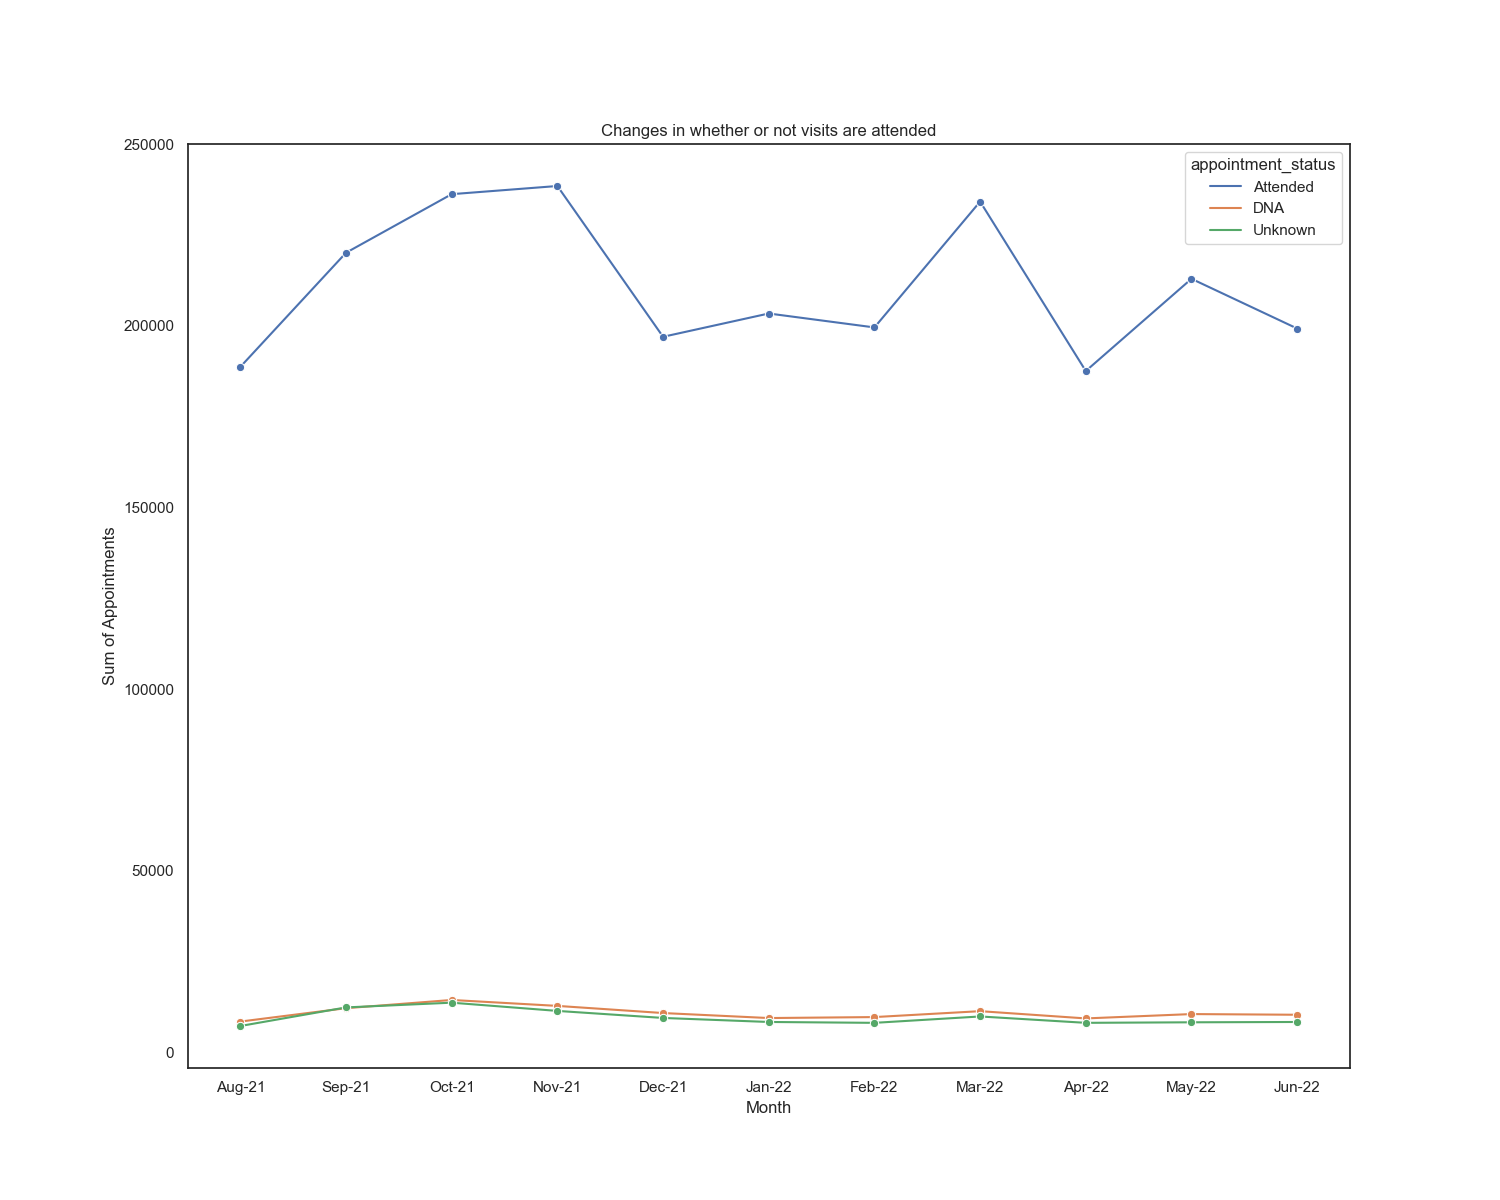 Changes in whether or not visits are attended
250000
200000
150000
100000
50000
0
Sum of Appointments
appointment_status
Attended
DNA
Unknown
Aug-21 Sep-21 Oct-21 Nov-21 Dec-21 Jan-22 Feb-22 Mar-22 Apr-22 May-22 Jun-22
Month